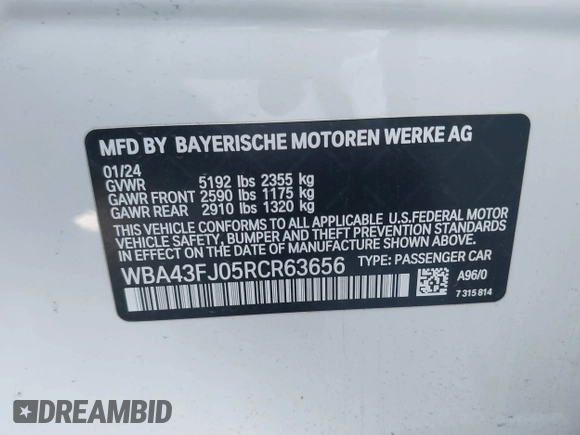 MFD BY BAYERISCHE MOTOREN WERKE AG
01/24
GVWR 5192 lbs 2355 kg
GAWR FRONT 2590 lbs 1175 kg
GAWR REAR 2910 lbs 1320 kg
THIS VEHICLE CONFORMS TO ALL APPLICABLE U.S.FEDERAL MOTOR
VEHICLE SAFETY, BUMPER, AND THEFT PREVENTION STANDARDS
IN EFFECT ON THE DATE OF MANUFACTURE SHOWN ABOVE.
WBA43FJ05RCR63656 TYPE: PASSENGER CAR
A96/0
7 315 814
DREAMBID